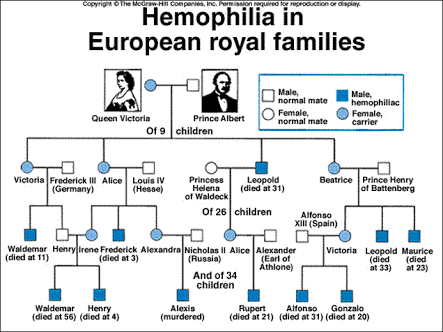 Copyright © The McGraw-Hill Companies, Inc. Permission required for reproduction or display.
Hemophilia in
European royal families
Queen Victoria
Prince Albert
Male,
normal mate
Male,
hemophiliac
Female,
normal mate
Female,
carrier
Of 9 children
Victoria
Frederick III
(Germany)
Alice
Louis IV
(Hesse)
Princess
Helena
of Waldeck
Leopold
(died at 31)
Beatrice
Prince Henry
of Battenberg
Of 26 children
Waldemar
(died at 11)
Henry
Irene
Frederick
(died at 3)
Alexandra
Nicholas II
(Russia)
Alice
Alexander
(Earl of
Athlone)
Alfonso
XIII (Spain)
Victoria
Leopold
(died at
33)
Maurice
(died at
23)
And of 34
children
Waldemar
(died at 56)
Henry
(died at 4)
Alexis
(murdered)
Rupert
(died at 21)
Alfonso
(died at 31)
Gonzalo
(died at 20)